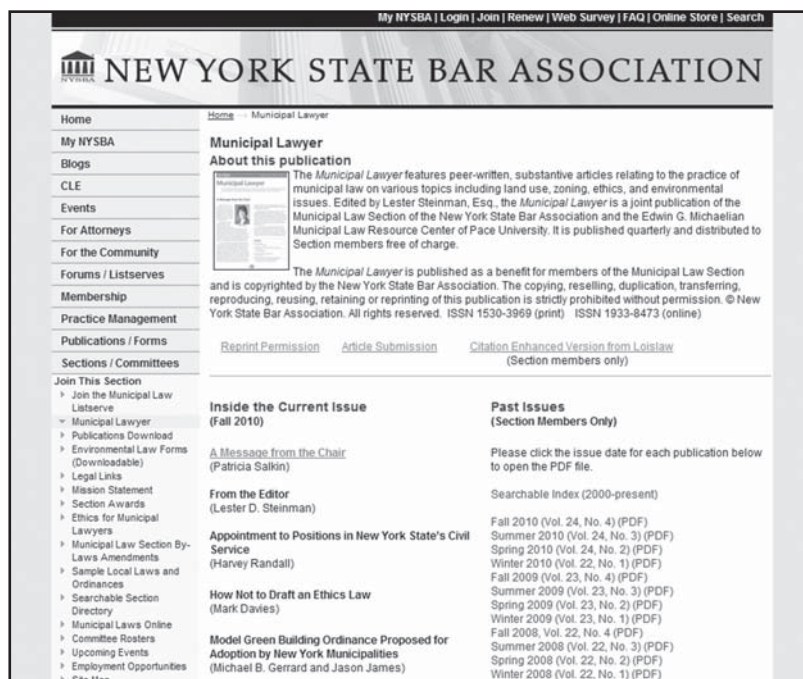 My NYSBA | Login | Join | Renew | Web Survey | FAQ | Online Store | Search
NYSBA
NEW YORK STATE BAR ASSOCIATION
Home
My NYSBA
Blogs
CLE
Events
For Attorneys
For the Community
Forums / Listserves
Membership
Practice Management
Publications / Forms
Sections / Committees
Join This Section
Join the Municipal Law
Listserve
Municipal Lawyer
Publications Download
Environmental Law Forms
(Downloadable)
Legal Links
Mission Statement
Section Awards
Ethics for Municipal
Lawyers
Municipal Law Section By-
Laws Amendments
Sample Local Laws and
Ordinances
Searchable Section
Directory
Municipal Laws Online
Committee Rosters
Upcoming Events
Employment Opportunities
Site Map
Home → Municipal Lawyer
Municipal Lawyer
About this publication
Municipal Lawyer
The Municipal Lawyer features peer-written, substantive articles relating to the practice of
municipal law on various topics including land use, zoning, ethics, and environmental
issues. Edited by Lester Steinman, Esq., the Municipal Lawyer is a joint publication of the
Municipal Law Section of the New York State Bar Association and the Edwin G. Michaelian
Municipal Law Resource Center of Pace University. It is published quarterly and distributed to
Section members free of charge.
The Municipal Lawyer is published as a benefit for members of the Municipal Law Section
and is copyrighted by the New York State Bar Association. The copying, reselling, duplication, transferring,
reproducing, reusing, retaining or reprinting of this publication is strictly prohibited without permission. © New
York State Bar Association. All rights reserved. ISSN 1530-3969 (print) ISSN 1933-8473 (online)
Reprint Permission Article Submission Citation Enhanced Version from Loislaw
(Section members only)
Inside the Current Issue
(Fall 2010)
A Message from the Chair
(Patricia Salkin)
From the Editor
(Lester D. Steinman)
Appointment to Positions in New York State's Civil
Service
(Harvey Randall)
How Not to Draft an Ethics Law
(Mark Davies)
Model Green Building Ordinance Proposed for
Adoption by New York Municipalities
(Michael B. Gerrard and Jason James)
Past Issues
(Section Members Only)
Please click the issue date for each publication below
to open the PDF file.
Searchable Index (2000-present)
Fall 2010 (Vol. 24, No. 4) (PDF)
Summer 2010 (Vol. 24, No. 3) (PDF)
Spring 2010 (Vol. 24, No. 2) (PDF)
Winter 2010 (Vol. 22, No. 1) (PDF)
Fall 2009 (Vol. 23, No. 4) (PDF)
Summer 2009 (Vol. 23, No. 3) (PDF)
Spring 2009 (Vol. 23, No. 2) (PDF)
Winter 2009 (Vol. 23, No. 1) (PDF)
Fall 2008, Vol. 22, No. 4 (PDF)
Summer 2008 (Vol. 22, No. 3) (PDF)
Spring 2008 (Vol. 22, No. 2) (PDF)
Winter 2008 (Vol. 22, No. 1) (PDF)